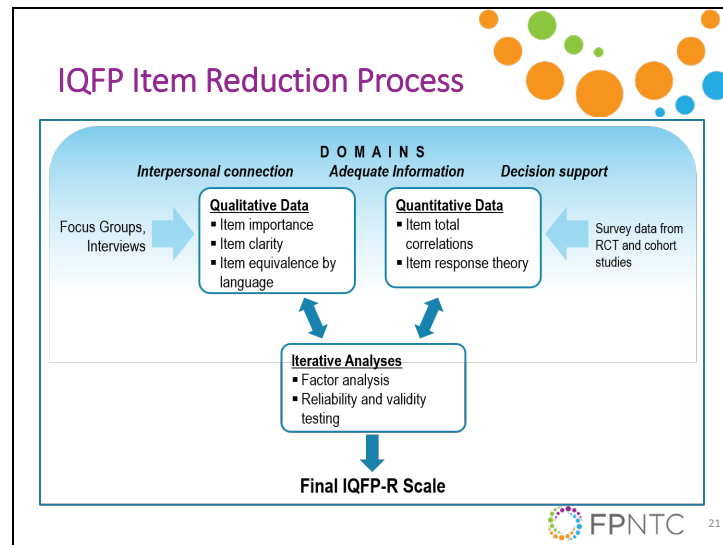 IQFP Item Reduction Process
DOMAINS
Interpersonal connection Adequate Information Decision support
Focus Groups,
Interviews
Qualitative Data
▪ Item importance
▪ Item clarity
▪ Item equivalence by
language
Quantitative Data
▪ Item total
correlations
▪ Item response theory
Survey data from
RCT and cohort
studies
Iterative Analyses
▪ Factor analysis
▪ Reliability and validity
testing
Final IQFP-R Scale
FPNTC
21